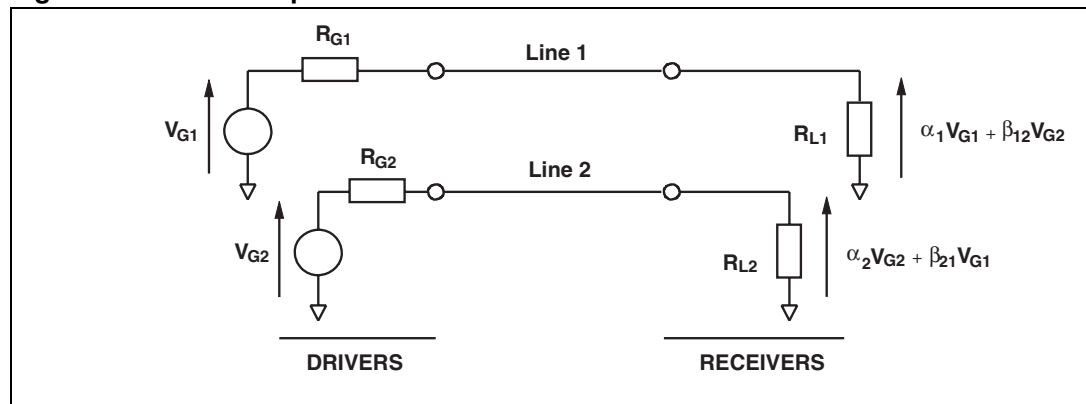 R_G1
Line 1
V_G1
R_L1
α_1V_G1 + β_12V_G2
R_G2
Line 2
V_G2
R_L2
α_2V_G2 + β_21V_G1
DRIVERS
RECEIVERS